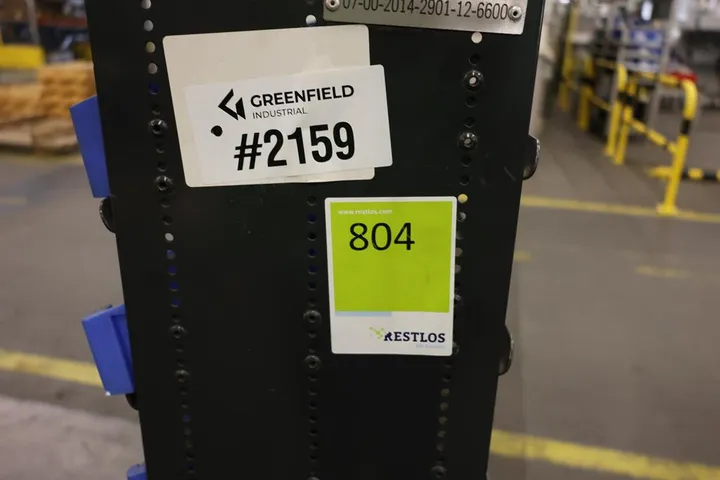 07-00-2014-2901-12-6600
GREENFIELD
INDUSTRIAL
#2159
www.restlos.com
804
RESTLOS